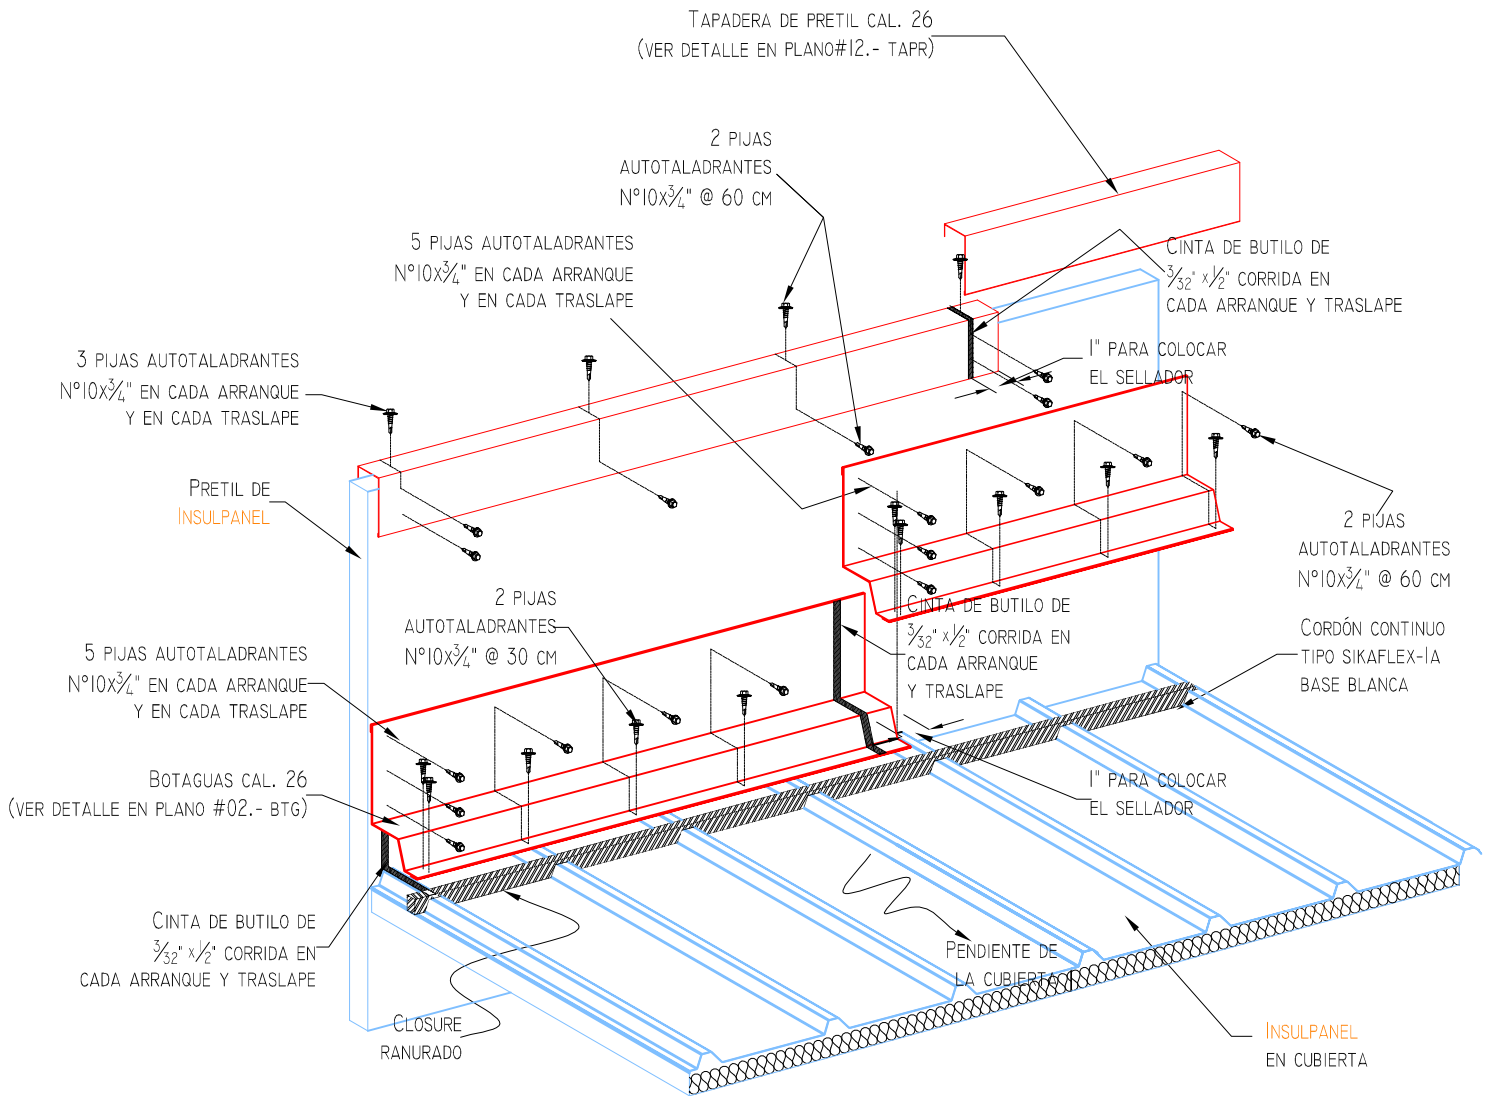 TAPADERA DE PRETIL CAL. 26
(VER DETALLE EN PLANO#12.- TAPR)
2 PIJAS
AUTOTALADRANTES
N°10X3/4" @ 60 CM
5 PIJAS AUTOTALADRANTES
N°10X3/4" EN CADA ARRANQUE
Y EN CADA TRASLAPE
CINTA DE BUTILO DE
3/32" x 1/2" CORRIDA EN
CADA ARRANQUE Y TRASLAPE
3 PIJAS AUTOTALADRANTES
N°10X3/4" EN CADA ARRANQUE
Y EN CADA TRASLAPE
1" PARA COLOCAR
EL SELLADOR
PRETIL DE
INSULPANEL
2 PIJAS
AUTOTALADRANTES
N°10X3/4" @ 60 CM
2 PIJAS
AUTOTALADRANTES
N°10X3/4" @ 30 CM
CINTA DE BUTILO DE
3/32" x 1/2" CORRIDA EN
CADA ARRANQUE
Y TRASLAPE
CORDÓN CONTINUO
TIPO SIKAFLEX-1A
BASE BLANCA
5 PIJAS AUTOTALADRANTES
N°10X3/4" EN CADA ARRANQUE
Y EN CADA TRASLAPE
BOTAGUAS CAL. 26
(VER DETALLE EN PLANO #02.- BTG)
1" PARA COLOCAR
EL SELLADOR
CINTA DE BUTILO DE
3/32" x 1/2" CORRIDA EN
CADA ARRANQUE Y TRASLAPE
PENDIENTE DE
LA CUBIERTA
CLOSURE
RANURADO
INSULPANEL
EN CUBIERTA